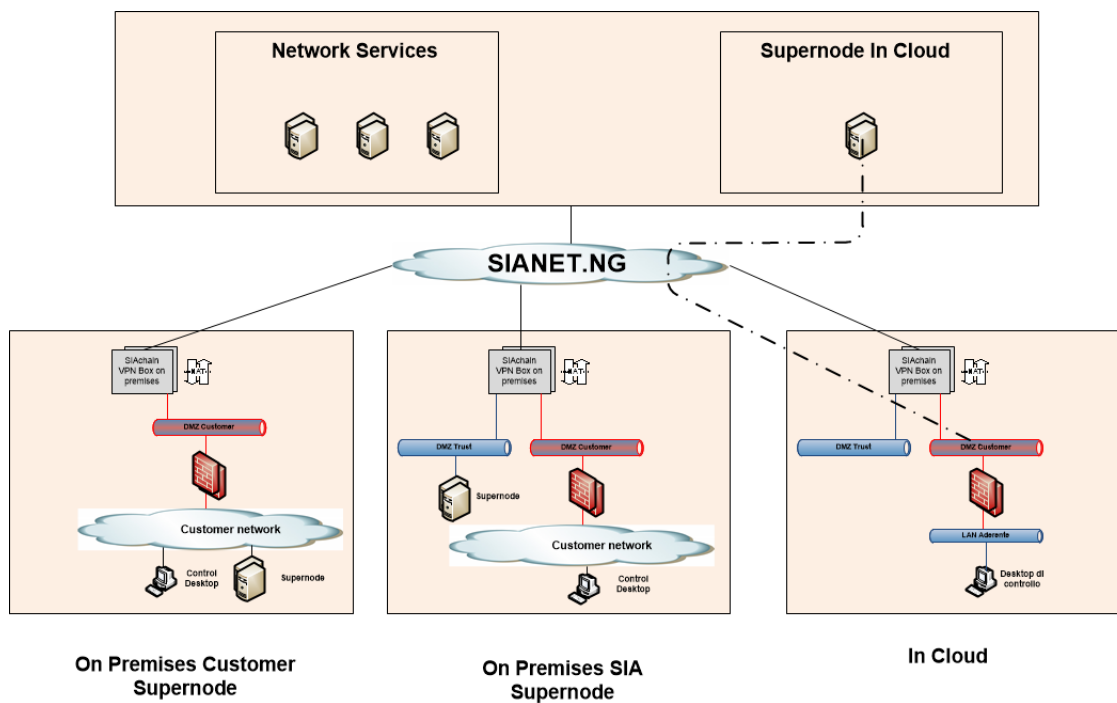 Network Services
Supernode In Cloud
SIANET.NG
SIAchain
VPN Box on
premises
NAT
DMZ Customer
Customer network
Control
Desktop
Supernode
On Premises Customer
Supernode
SIAchain
VPN Box on
premises
NAT
DMZ Trust
DMZ Customer
Supernode
Customer network
Control
Desktop
On Premises SIA
Supernode
SIAchain
VPN Box on
premises
NAT
DMZ Trust
DMZ Customer
LAN Aderente
Desktop di
controllo
In Cloud